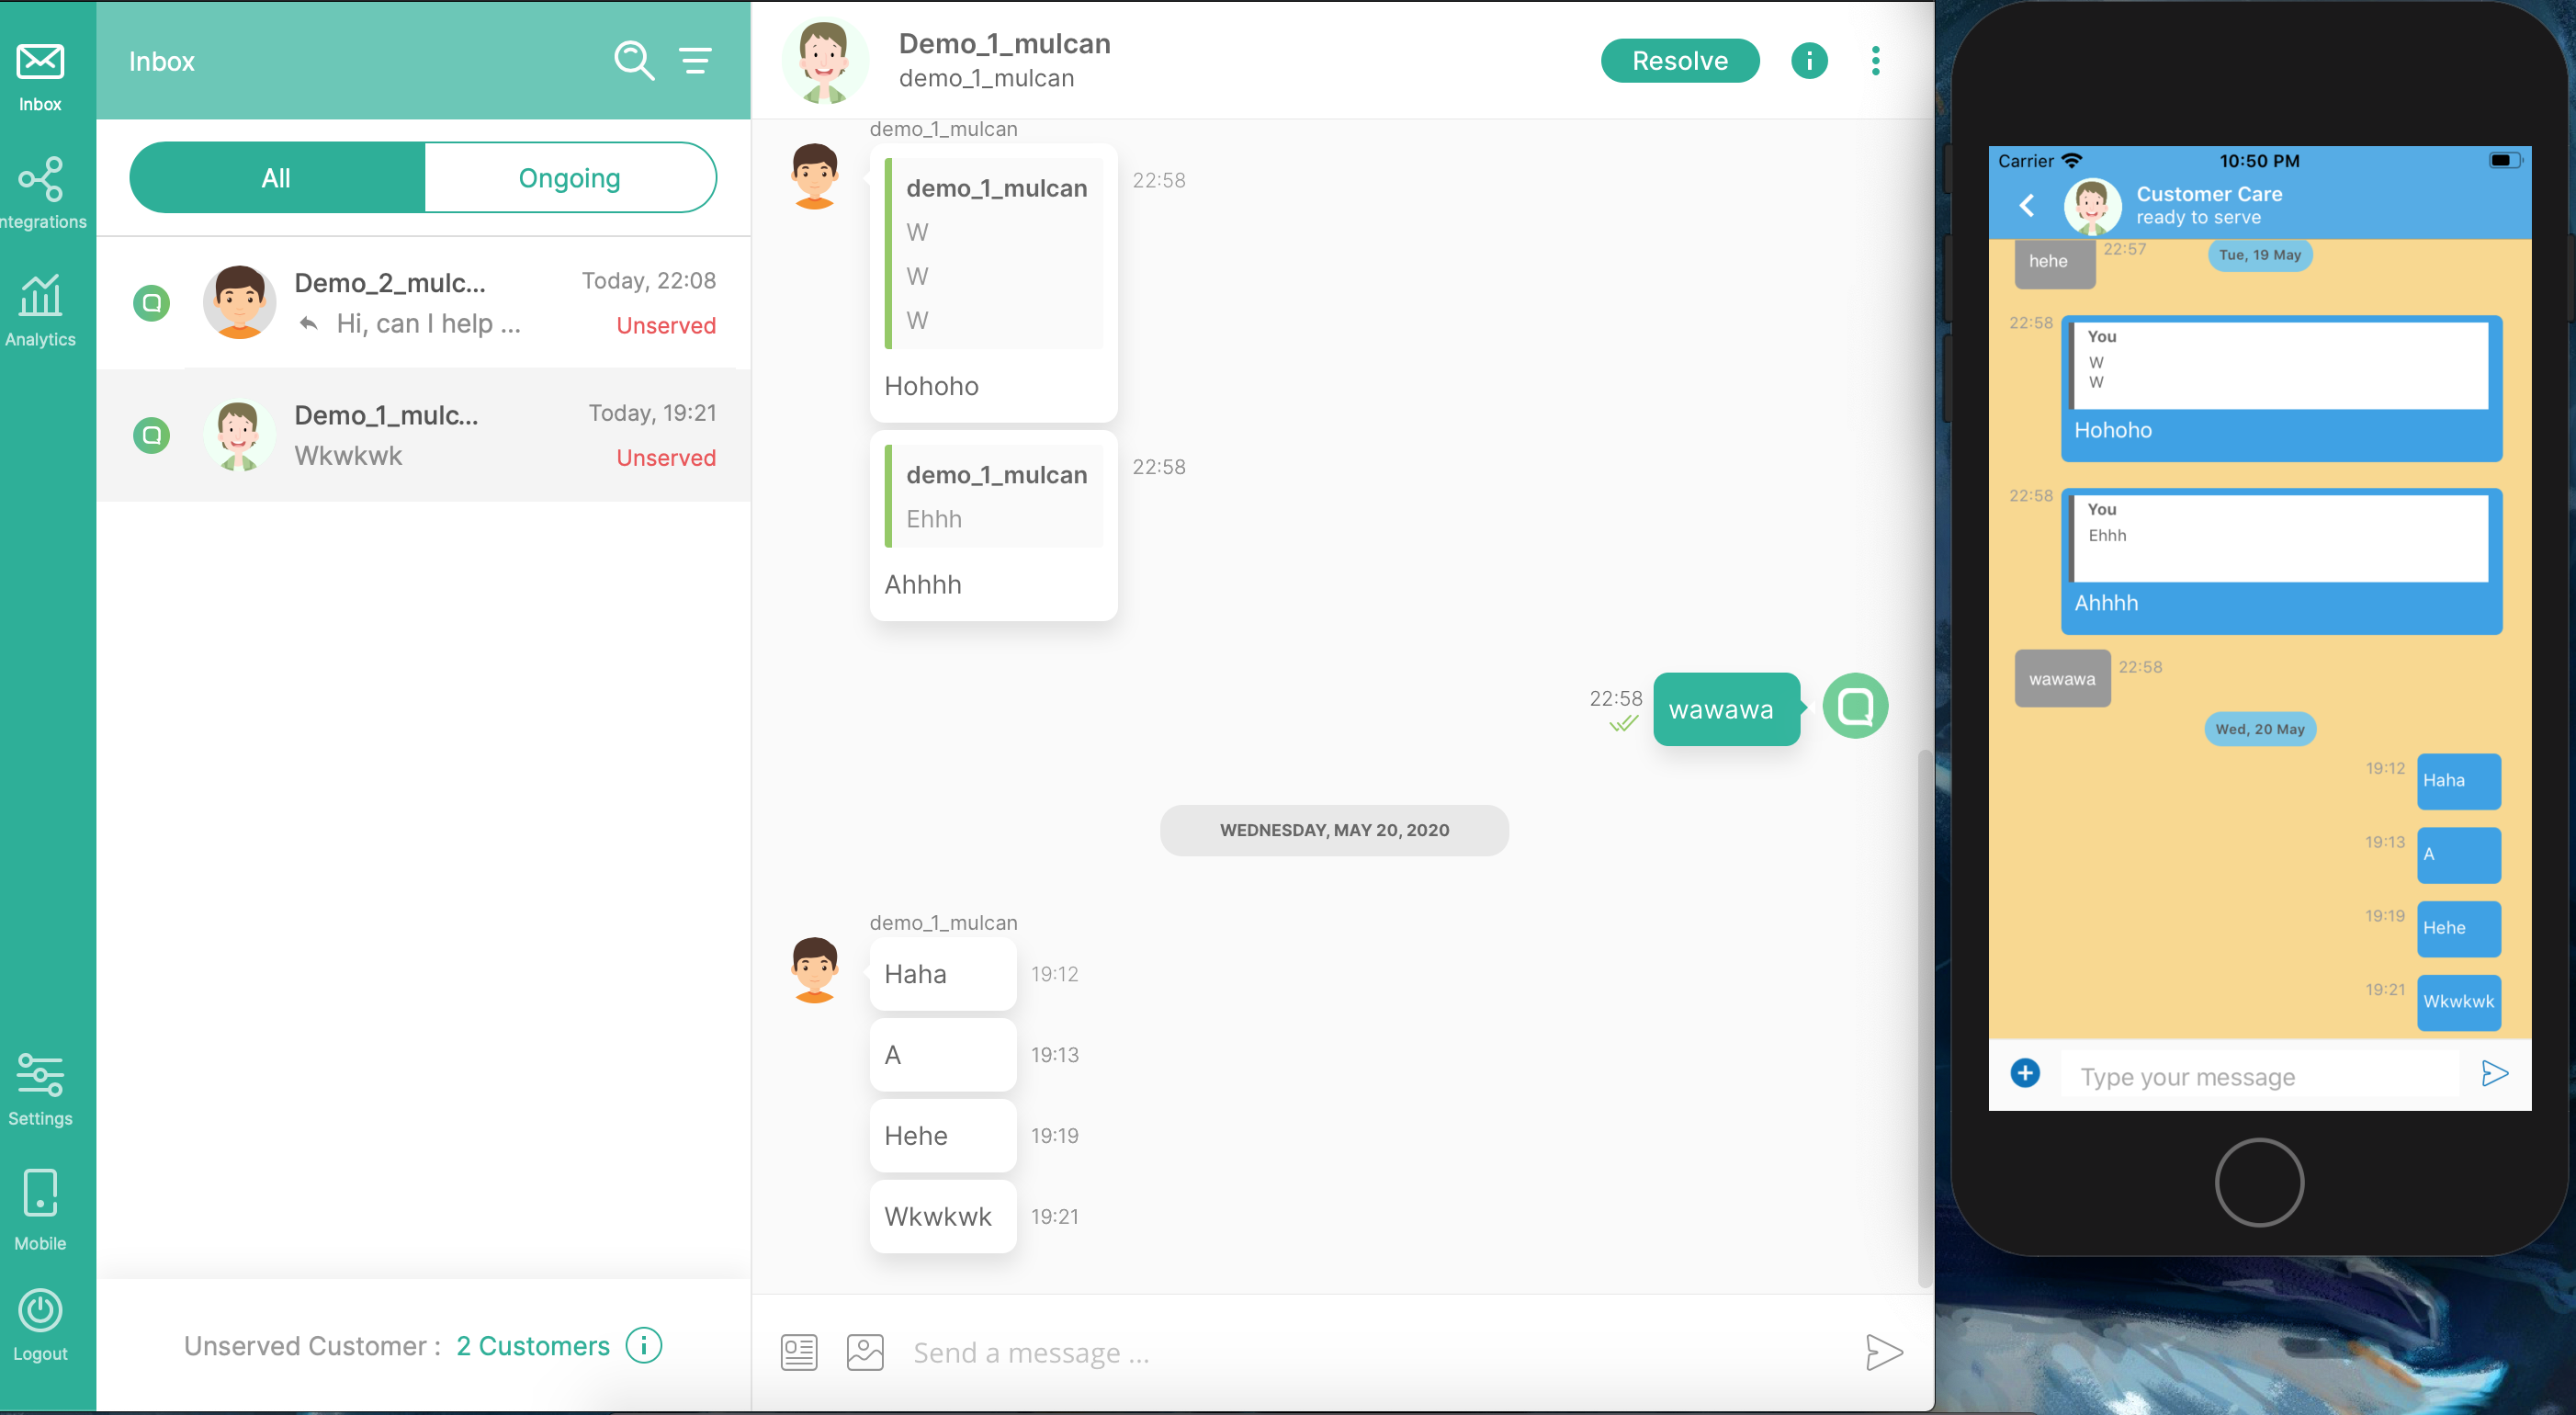 Inbox
Integrations
Analytics
Settings
Mobile
Logout
Inbox
All
Ongoing
Demo_2_mulc...
Today, 22:08
Hi, can I help ...
Unserved
Demo_1_mulc...
Today, 19:21
Wkwkwk
Unserved
Unserved Customer : 2 Customers
Demo_1_mulcan
demo_1_mulcan
Resolve
demo_1_mulcan
demo_1_mulcan
22:58
W
W
W
Hohoho
demo_1_mulcan
22:58
Ehhh
Ahhhh
22:58
wawawa
WEDNESDAY, MAY 20, 2020
demo_1_mulcan
Haha
19:12
A
19:13
Hehe
19:19
Wkwkwk
19:21
Send a message ...
Carrier
10:50 PM
Customer Care
ready to serve
hehe
22:57
Tue, 19 May
22:58
You
W
W
Hohoho
22:58
You
Ehhh
Ahhhh
wawawa
22:58
Wed, 20 May
19:12
Haha
19:13
A
19:19
Hehe
19:21
Wkwkwk
Type your message